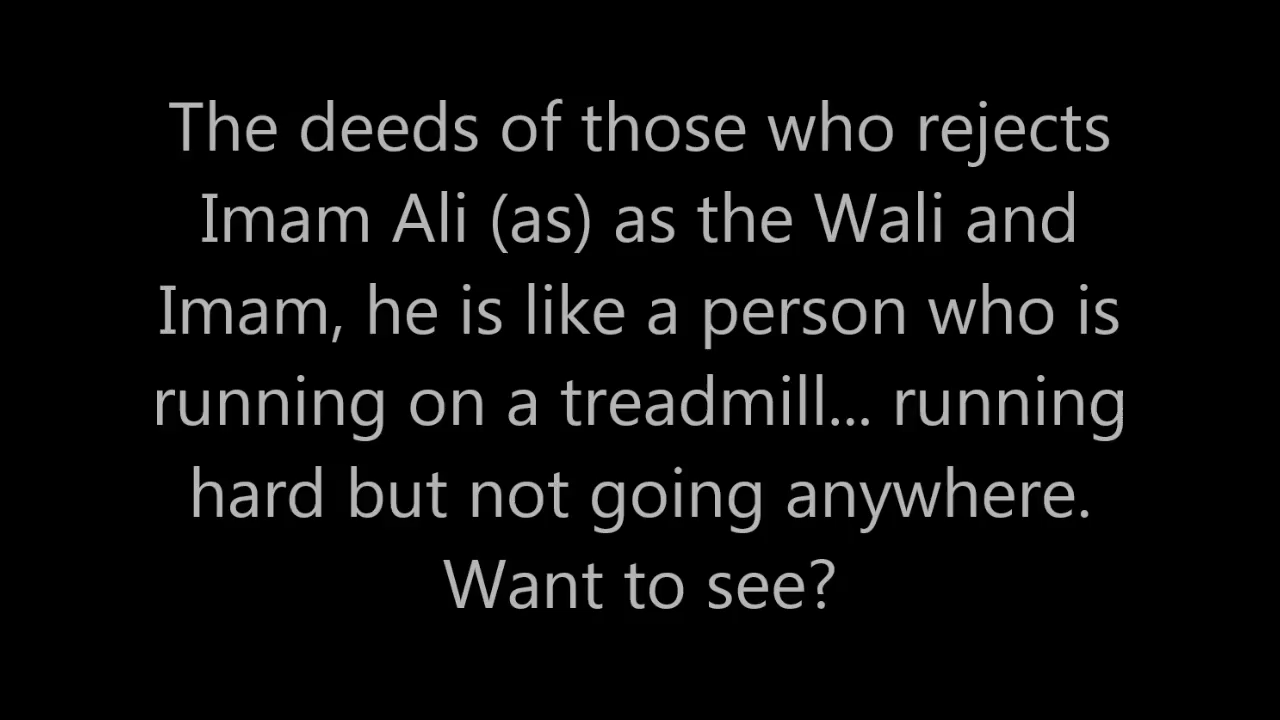 The deeds of those who rejects
Imam Ali (as) as the Wali and
Imam, he is like a person who is
running on a treadmill... running
hard but not going anywhere.
Want to see?